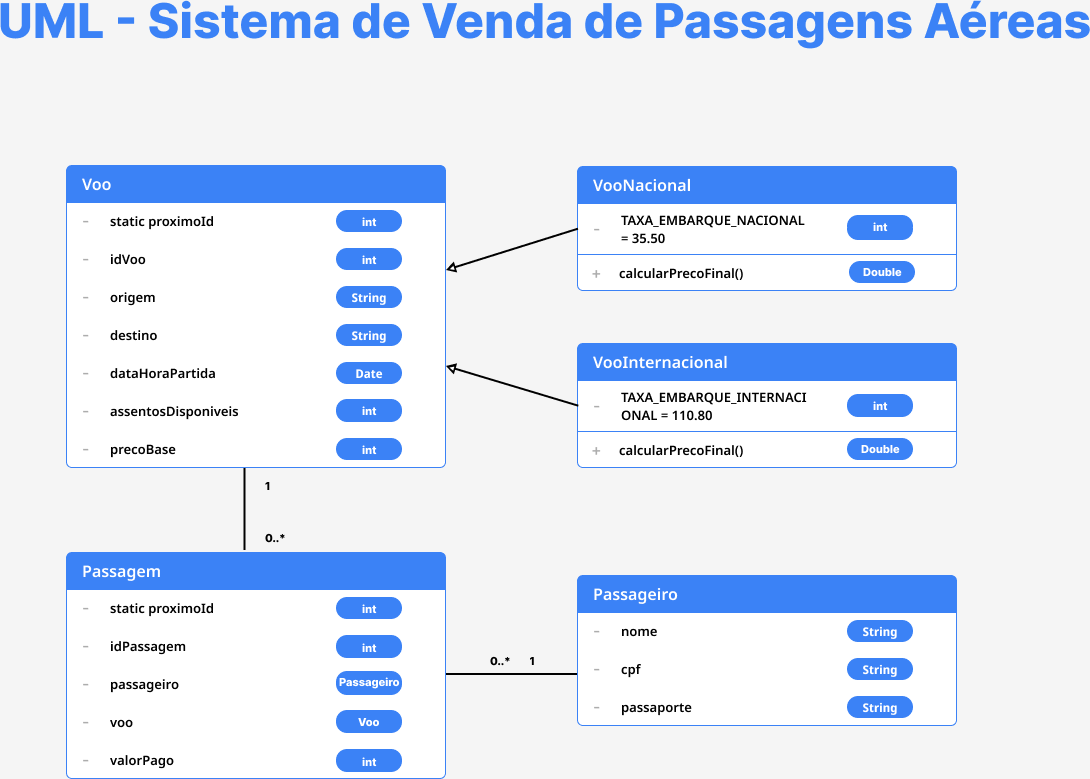 UML - Sistema de Venda de Passagens Aéreas
Voo
- static proximoId int
- idVoo int
- origem String
- destino String
- dataHoraPartida Date
- assentosDisponiveis int
- precoBase int
VooNacional
- TAXA_EMBARQUE_NACIONAL
= 35.50 int
+ calcularPrecoFinal() Double
VooInternacional
- TAXA_EMBARQUE_INTERNACI
ONAL = 110.80 int
+ calcularPrecoFinal() Double
1
0..*
Passagem
- static proximoId int
- idPassagem int
- passageiro Passageiro
- voo Voo
- valorPago int
0..* 1
Passageiro
- nome String
- cpf String
- passaporte String